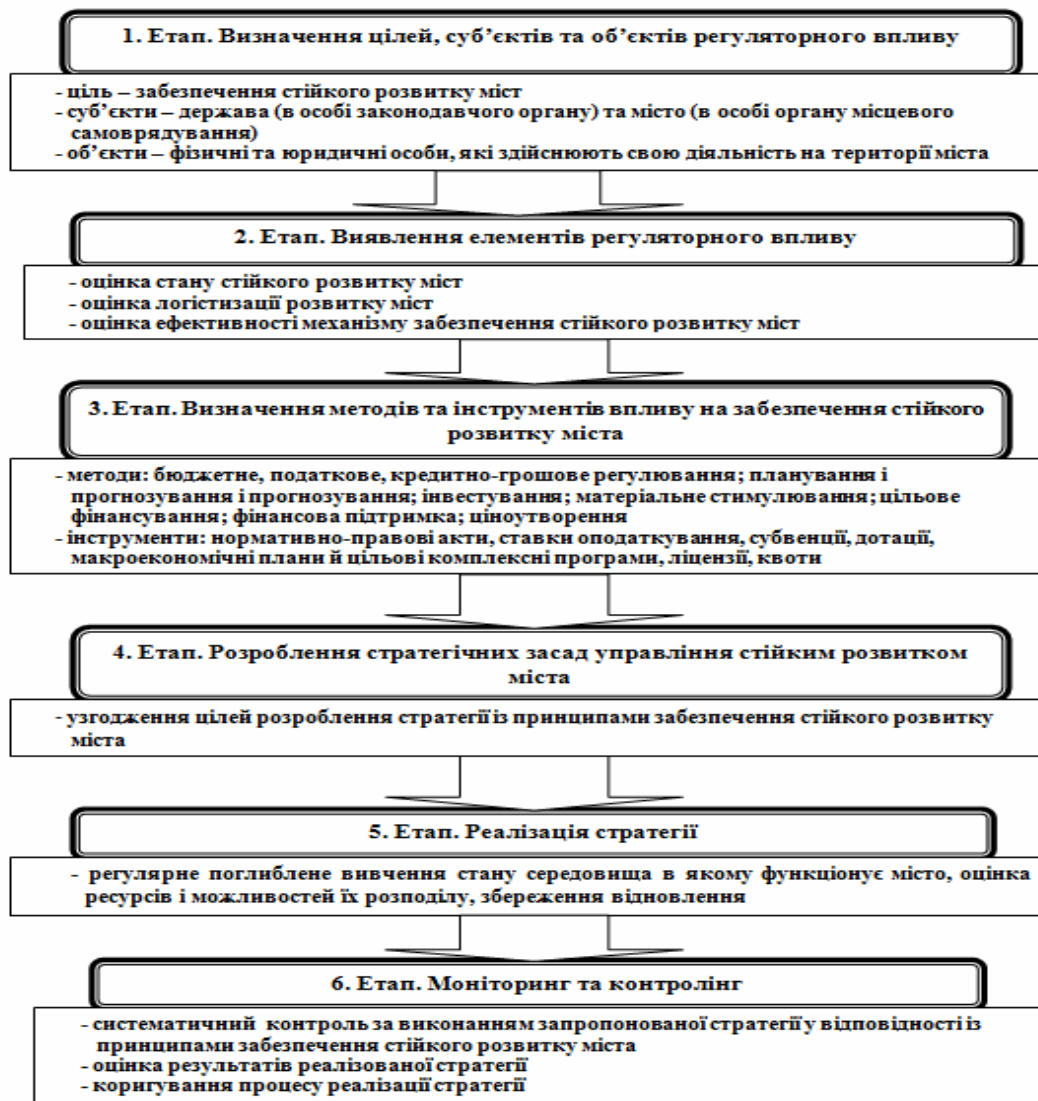 1. Етап. Визначення цілей, суб’єктів та об’єктів регуляторного впливу
- ціль – забезпечення стійкого розвитку міст
- суб’єкти – держава (в особі законодавчого органу) та місто (в особі органу місцевого
самоврядування)
- об’єкти – фізичні та юридичні особи, які здійснюють свою діяльність на території міста
2. Етап. Виявлення елементів регуляторного впливу
- оцінка стану стійкого розвитку міст
- оцінка логістизації розвитку міст
- оцінка ефективності механізму забезпечення стійкого розвитку міст
3. Етап. Визначення методів та інструментів впливу на забезпечення стійкого
розвитку міста
- методи: бюджетне, податкове, кредитно-грошове регулювання; планування і
прогнозування і прогнозування; інвестування; матеріальне стимулювання; цільове
фінансування; фінансова підтримка; ціноутворення
- інструменти: нормативно-правові акти, ставки оподаткування, субвенції, дотації,
макроекономічні плани й цільові комплексні програми, ліцензії, квоти
4. Етап. Розроблення стратегічних засад управління стійким розвитком
міста
- узгодження цілей розроблення стратегії із принципами забезпечення стійкого розвитку
міста
5. Етап. Реалізація стратегії
- регулярне поглиблене вивчення стану середовища в якому функціонує місто, оцінка
ресурсів і можливостей їх розподілу, збереження відновлення
6. Етап. Моніторинг та контролінг
- систематичний контроль за виконанням запропонованої стратегії у відповідності із
принципами забезпечення стійкого розвитку міста
- оцінка результатів реалізованої стратегії
- коригування процесу реалізації стратегії